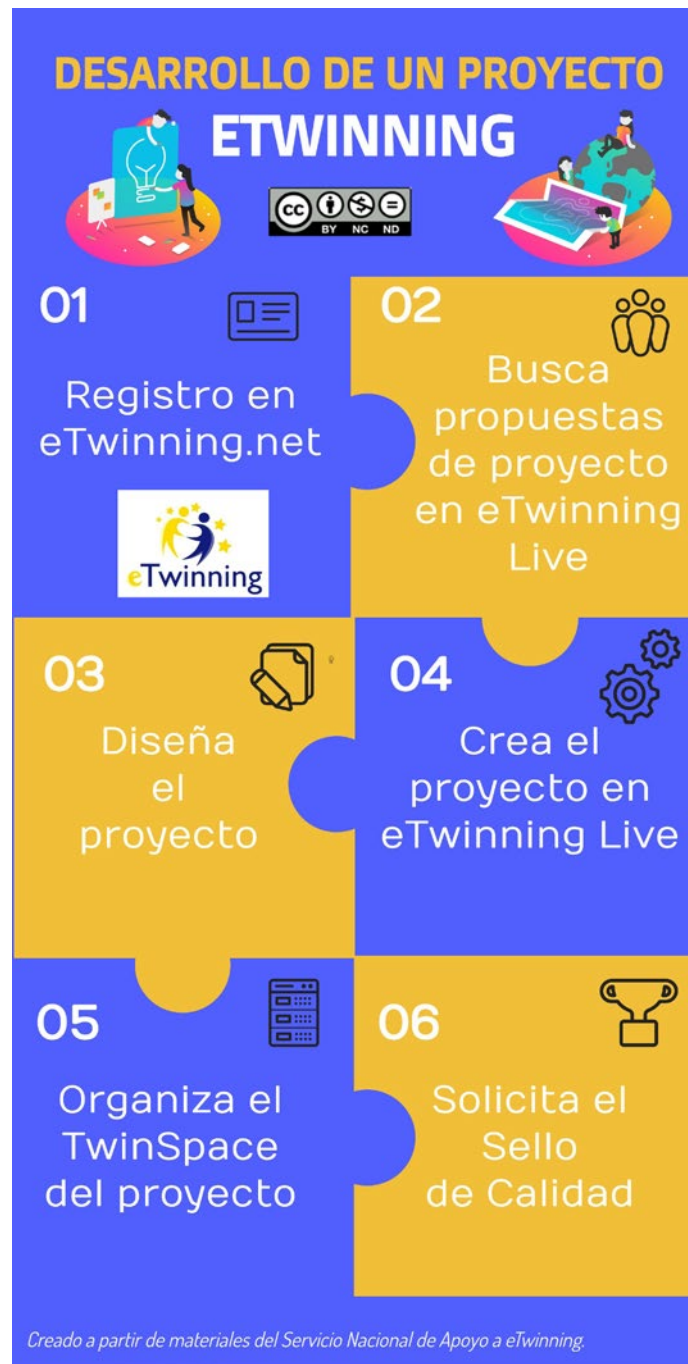 DESARROLLO DE UN PROYECTO
ETWINNING
cc
BY NC ND
01
Registro en
eTwinning.net
eTwinning
02
Busca
propuestas
de proyecto
en eTwinning
Live
03
Diseña
el
proyecto
04
Crea el
proyecto en
eTwinning Live
05
Organiza el
TwinSpace
del proyecto
06
Solicita el
Sello
de Calidad
Creado a partir de materiales del Servicio Nacional de Apoyo a eTwinning.